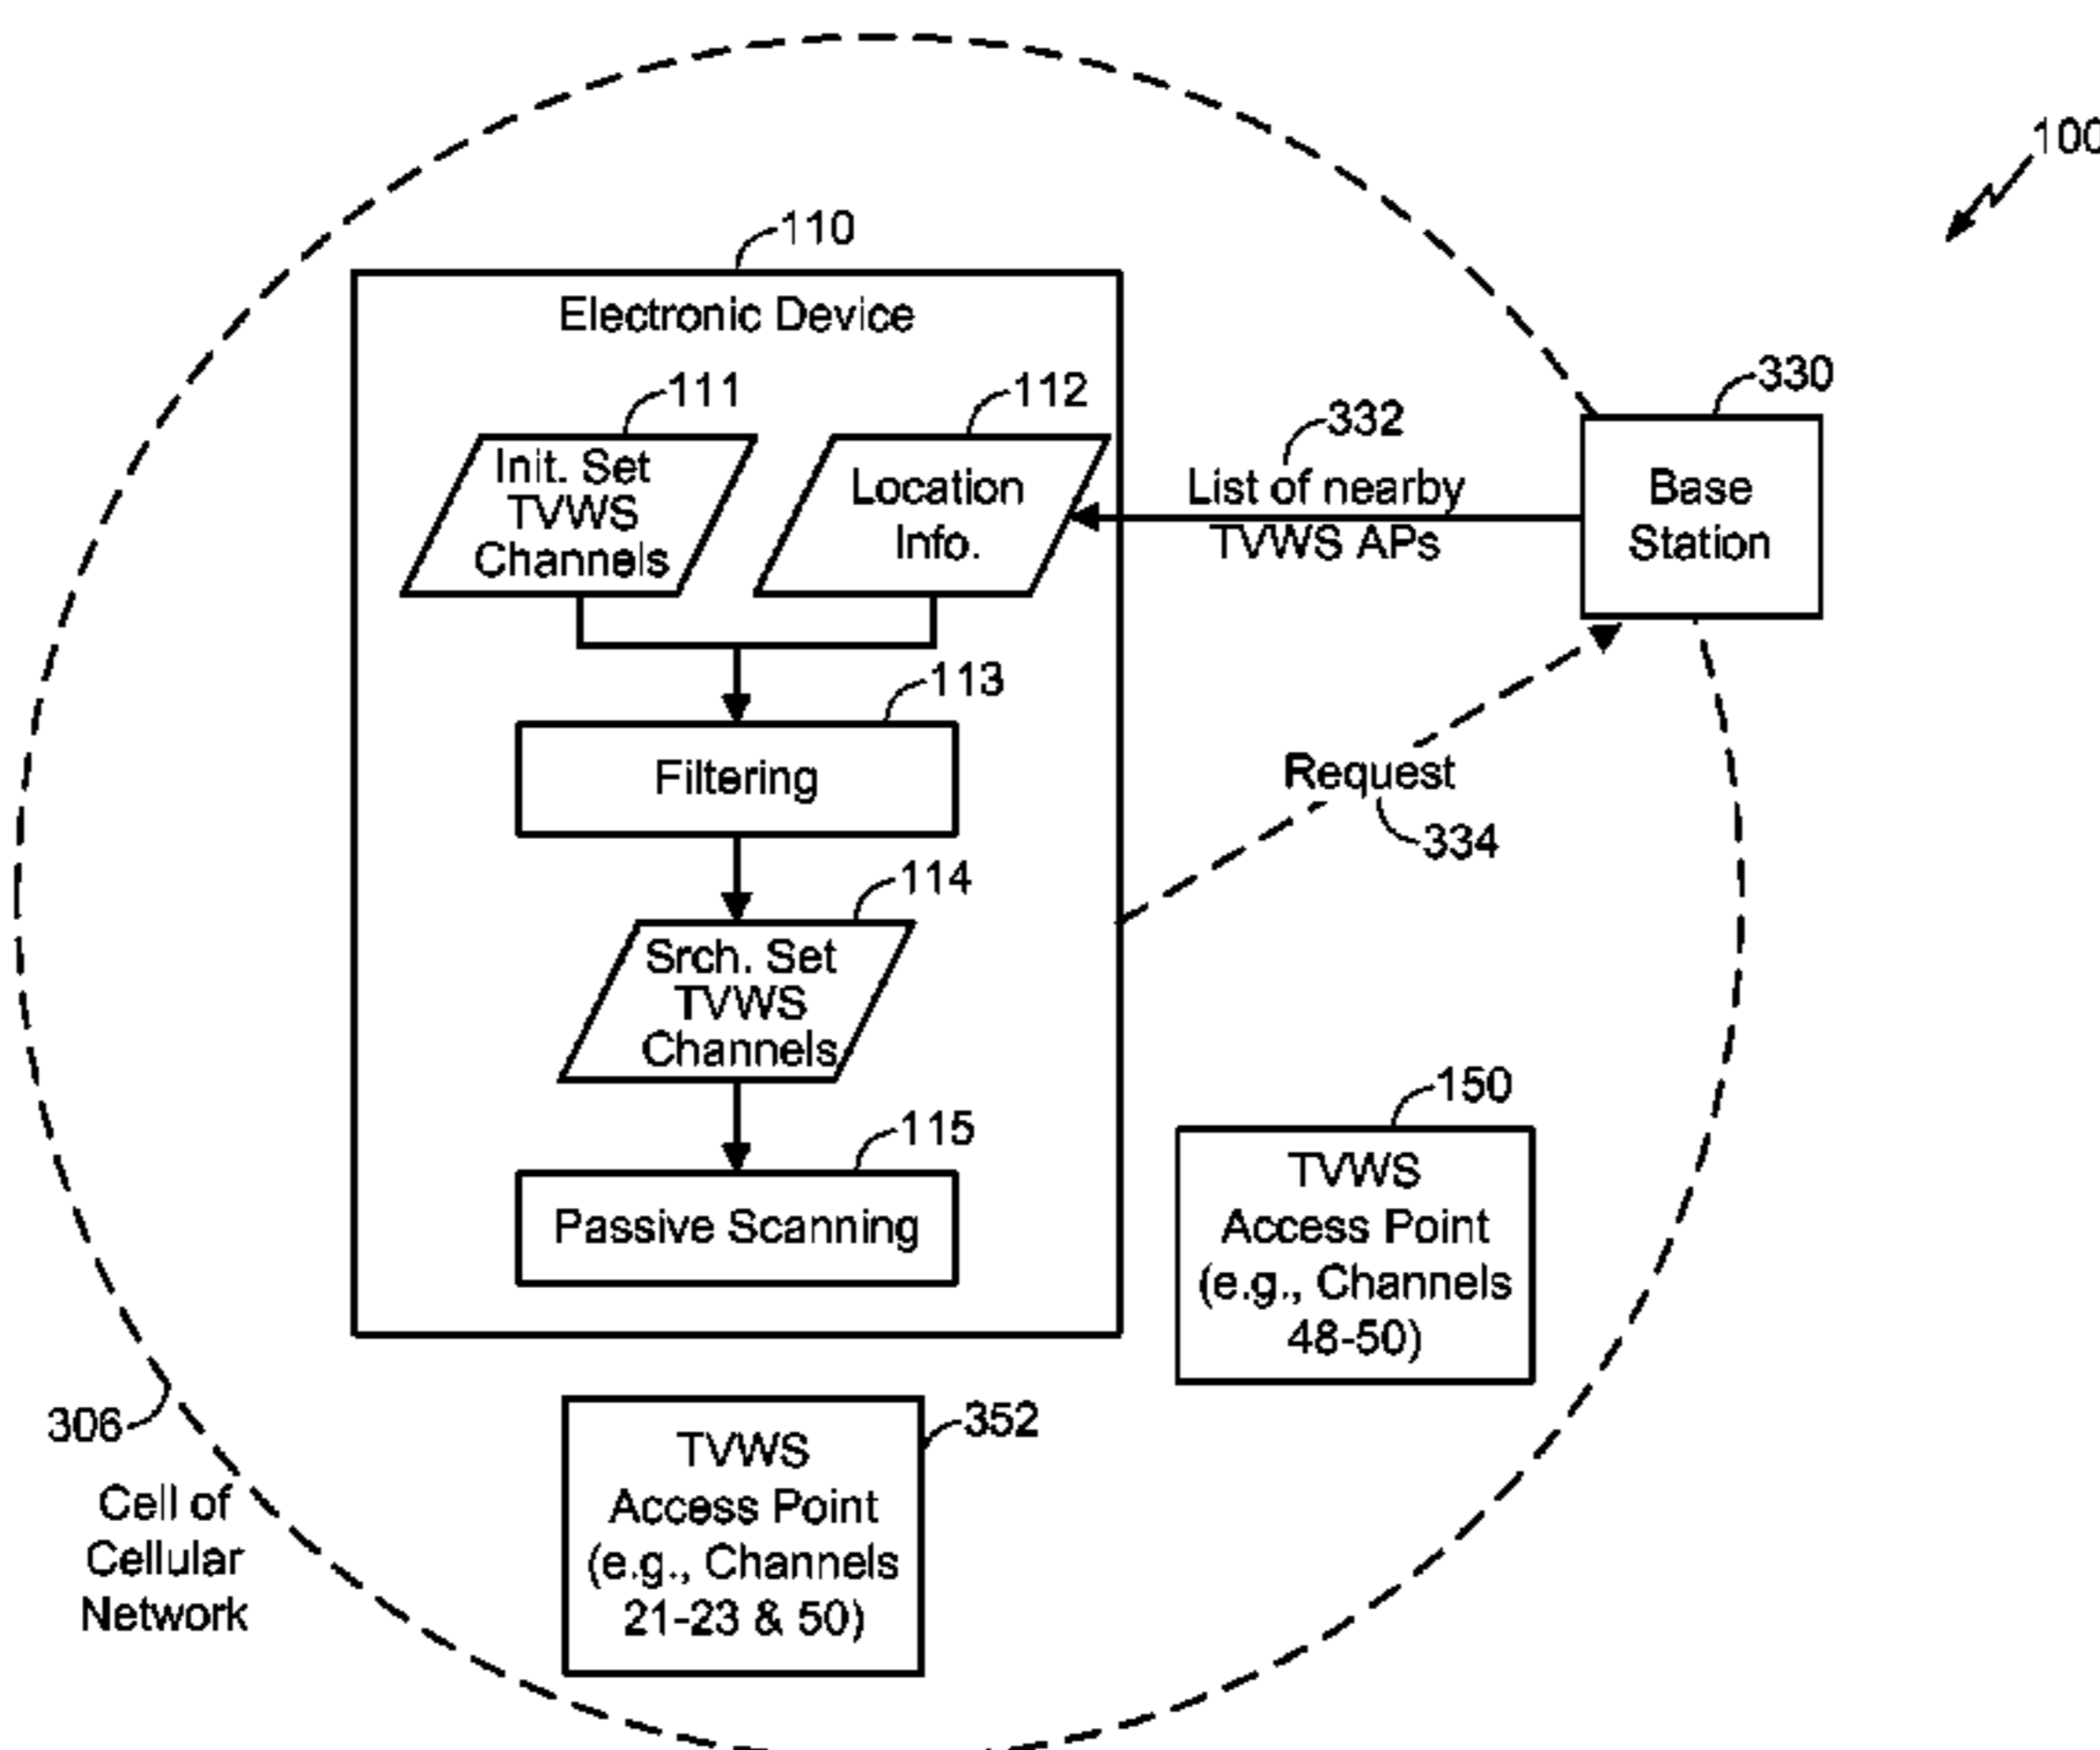 100
110
Electronic Device
111
112
330
332
Init. Set
TVWS
Channels
Location
Info.
List of nearby
TVWS APs
Base
Station
113
Filtering
Request
334
114
Srch. Set
TVWS
Channels
115
Passive Scanning
150
TVWS
Access Point
(e.g., Channels
48-50)
306
Cell of
Cellular
Network
352
TVWS
Access Point
(e.g., Channels
21-23 & 50)